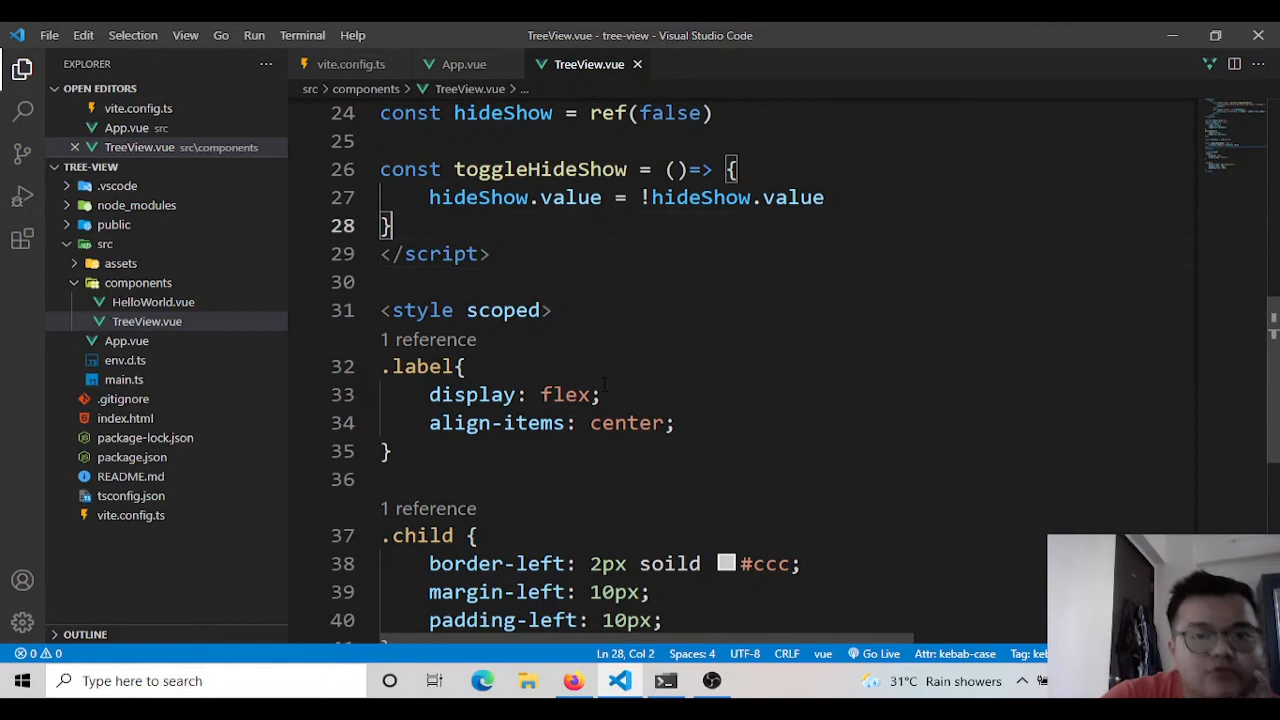 File Edit Selection View Go Run Terminal Help
TreeView.vue - tree-view - Visual Studio Code
EXPLORER
OPEN EDITORS
vite.config.ts
App.vue src
TreeView.vue src\components
TREE-VIEW
.vscode
node_modules
public
src
assets
components
HelloWorld.vue
TreeView.vue
App.vue
env.d.ts
main.ts
.gitignore
index.html
package-lock.json
package.json
README.md
tsconfig.json
vite.config.ts
OUTLINE
vite.config.ts App.vue TreeView.vue
src > components > TreeView.vue > ...
24 const hideShow = ref(false)
25
26 const toggleHideShow = ()=> {
27 hideShow.value = !hideShow.value
28 }
29 </script>
30
31 <style scoped>
1 reference
32 .label{
33 display: flex;
34 align-items: center;
35 }
36
1 reference
37 .child {
38 border-left: 2px soild #ccc;
39 margin-left: 10px;
40 padding-left: 10px;
0 0 Ln 28, Col 2 Spaces: 4 UTF-8 CRLF vue Go Live Attr: kebab-case Tag:
Type here to search 31°C Rain showers